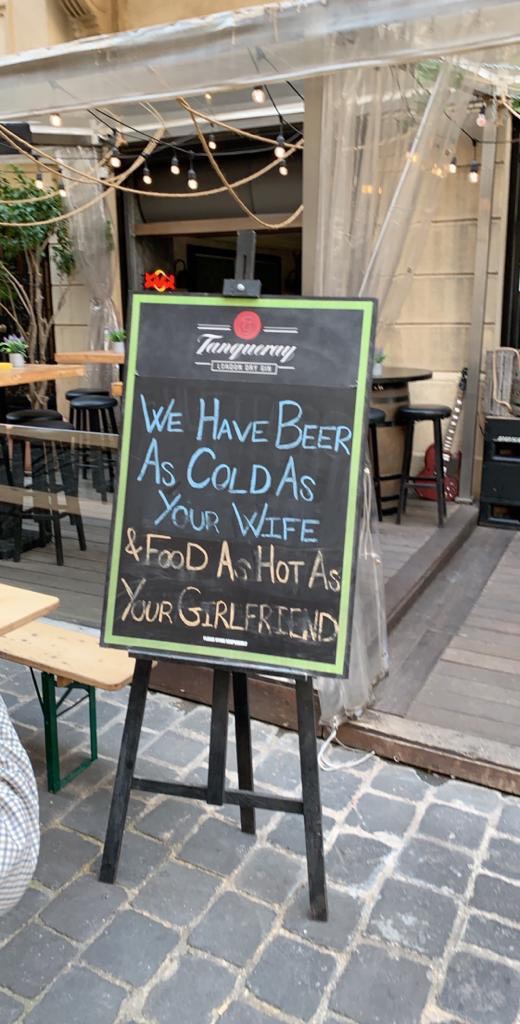 Tanqueray
LONDON DRY GIN
WE HAVE BEER
AS COLD AS
YOUR WIFE
& FOOD AS HOT AS
YOUR GIRLFRIEND